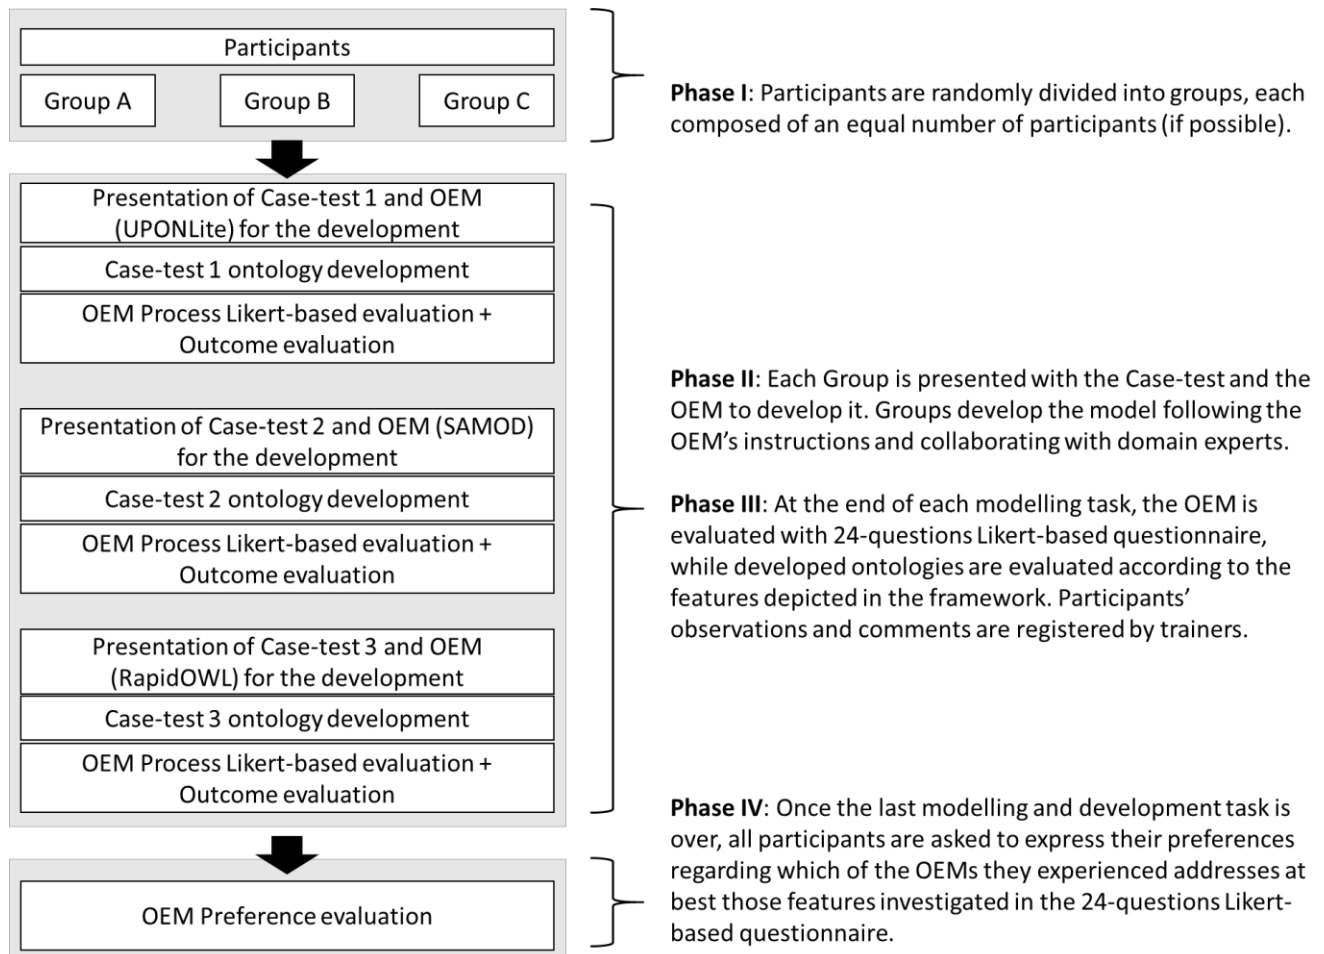 Participants
Group A
Group B
Group C
Phase I: Participants are randomly divided into groups, each
composed of an equal number of participants (if possible).
Presentation of Case-test 1 and OEM
(UPONLite) for the development
Case-test 1 ontology development
OEM Process Likert-based evaluation +
Outcome evaluation
Presentation of Case-test 2 and OEM (SAMOD)
for the development
Case-test 2 ontology development
OEM Process Likert-based evaluation +
Outcome evaluation
Presentation of Case-test 3 and OEM
(RapidOWL) for the development
Case-test 3 ontology development
OEM Process Likert-based evaluation +
Outcome evaluation
Phase II: Each Group is presented with the Case-test and the
OEM to develop it. Groups develop the model following the
OEM's instructions and collaborating with domain experts.
Phase III: At the end of each modelling task, the OEM is
evaluated with 24-questions Likert-based questionnaire,
while developed ontologies are evaluated according to the
features depicted in the framework. Participants'
observations and comments are registered by trainers.
OEM Preference evaluation
Phase IV: Once the last modelling and development task is
over, all participants are asked to express their preferences
regarding which of the OEMs they experienced addresses at
best those features investigated in the 24-questions Likert-
based questionnaire.